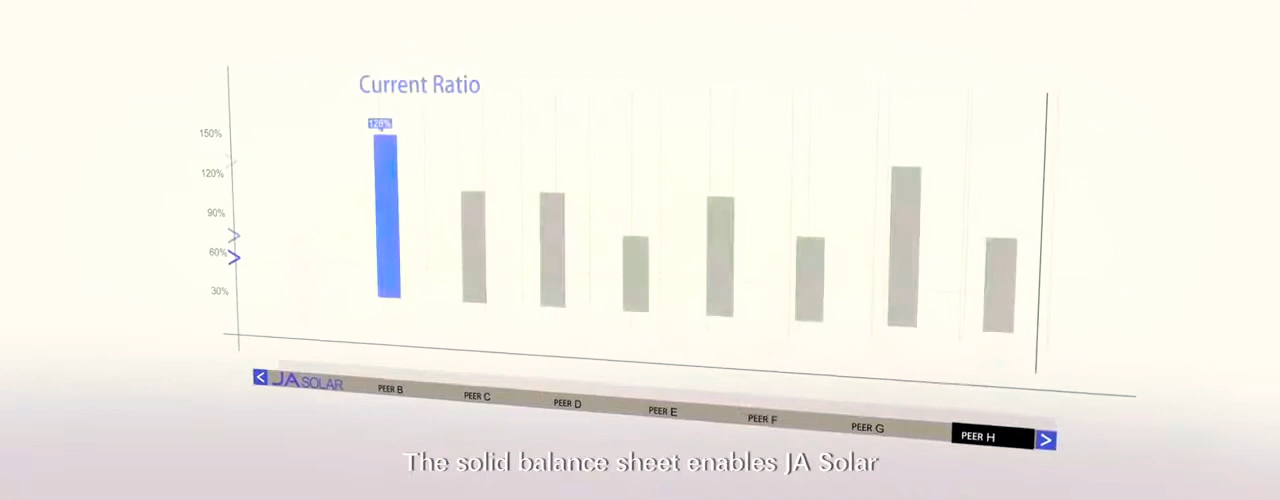 Current Ratio
128%
150%
120%
90%
60%
30%
JA SOLAR
PEER B
PEER C
PEER D
PEER E
PEER F
PEER G
PEER H
The solid balance sheet enables JA Solar